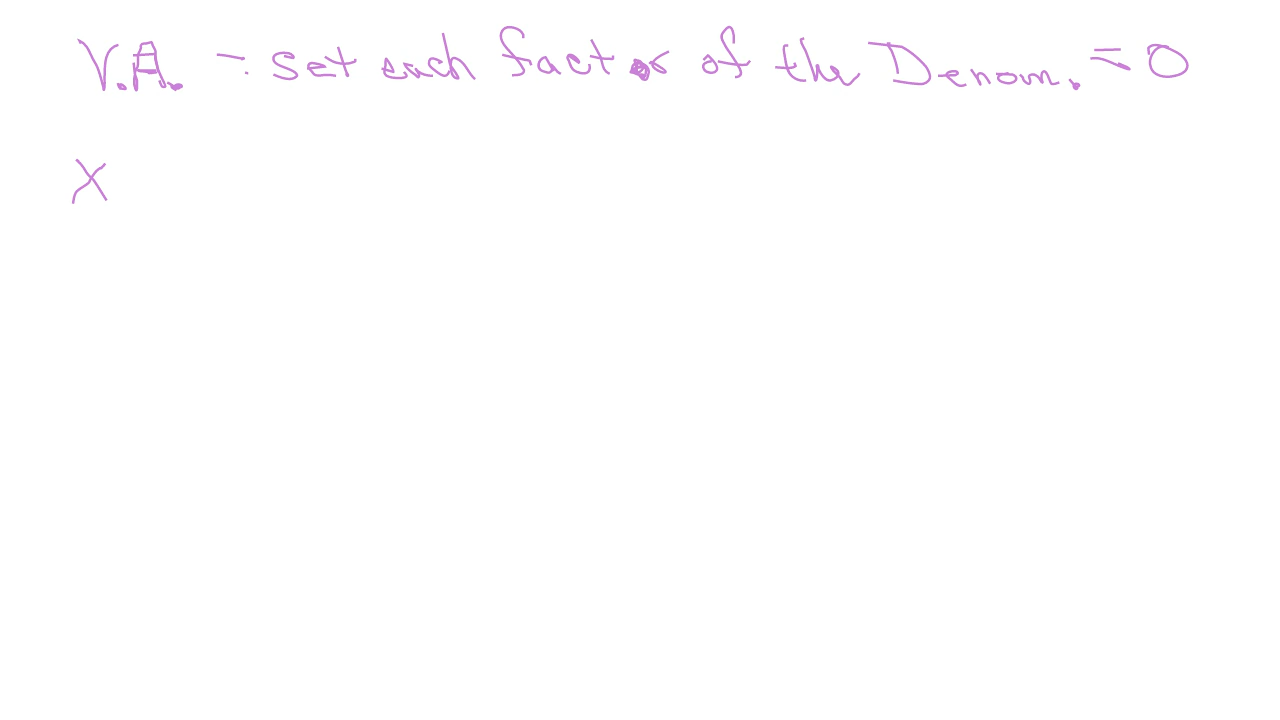 V.A. - set each factor of the Denom. = 0
X